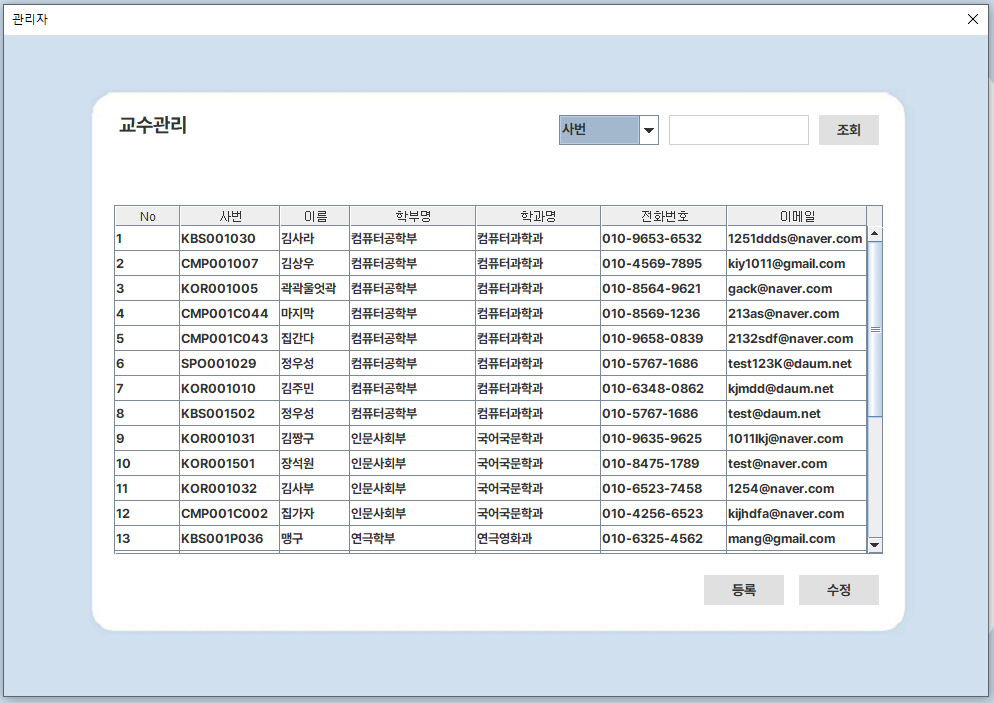 관리자
교수관리 사번 조회
No 사번 이름 학부명 학과명 전화번호 이메일
1 KBS001030 김사라 컴퓨터공학부 컴퓨터과학과 010-9653-6532 1251ddds@naver.com
2 CMP001007 김상우 컴퓨터공학부 컴퓨터과학과 010-4569-7895 kiy1011@gmail.com
3 KOR001005 곽곽울엇곽 컴퓨터공학부 컴퓨터과학과 010-8564-9621 gack@naver.com
4 CMP001C044 마지막 컴퓨터공학부 컴퓨터과학과 010-8569-1236 213as@naver.com
5 CMP001C043 집간다 컴퓨터공학부 컴퓨터과학과 010-9658-0839 2132sdf@naver.com
6 SPO001029 정우성 컴퓨터공학부 컴퓨터과학과 010-5767-1686 test123K@daum.net
7 KOR001010 김주민 컴퓨터공학부 컴퓨터과학과 010-6348-0862 kjmdd@daum.net
8 KBS001502 정우성 컴퓨터공학부 컴퓨터과학과 010-5767-1686 test@daum.net
9 KOR001031 김짱구 인문사회부 국어국문학과 010-9635-9625 1011lkj@naver.com
10 KOR001501 장석원 인문사회부 국어국문학과 010-8475-1789 test@naver.com
11 KOR001032 김사부 인문사회부 국어국문학과 010-6523-7458 1254@naver.com
12 CMP001C002 집가자 인문사회부 국어국문학과 010-4256-6523 kijhdfa@naver.com
13 KBS001P036 맹구 연극학부 연극영화과 010-6325-4562 mang@gmail.com
등록 수정